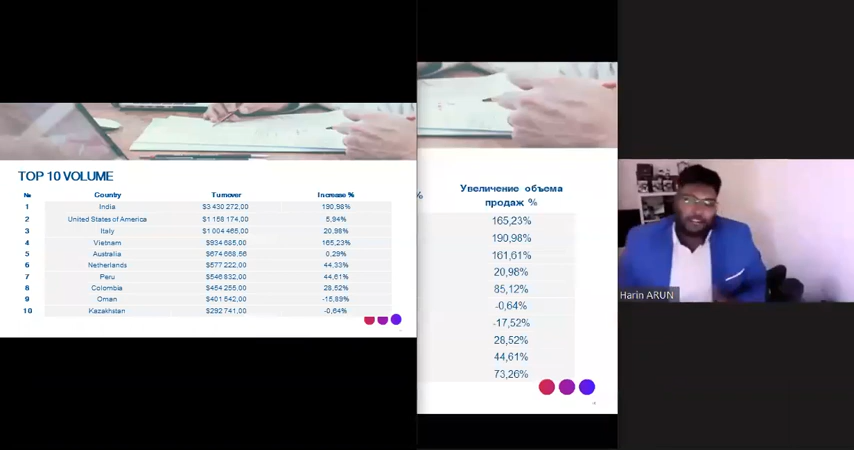 TOP 10 VOLUME
№ Country Turnover Increase %
1 India $3 430 272,00 190,98%
2 United States of America $1 158 174,00 5,94%
3 Italy $1 004 465,00 20,98%
4 Vietnam $934 685,00 165,23%
5 Australia $674 668,56 0,29%
6 Netherlands $577 222,00 44,33%
7 Peru $546 832,00 44,61%
8 Colombia $454 255,00 28,52%
9 Oman $401 542,00 -15,89%
10 Kazakhstan $292 741,00 -0,64%
%
Увеличение объема
продаж %
165,23%
190,98%
161,61%
20,98%
85,12%
-0,64%
-17,52%
28,52%
44,61%
73,26%
Harin ARUN